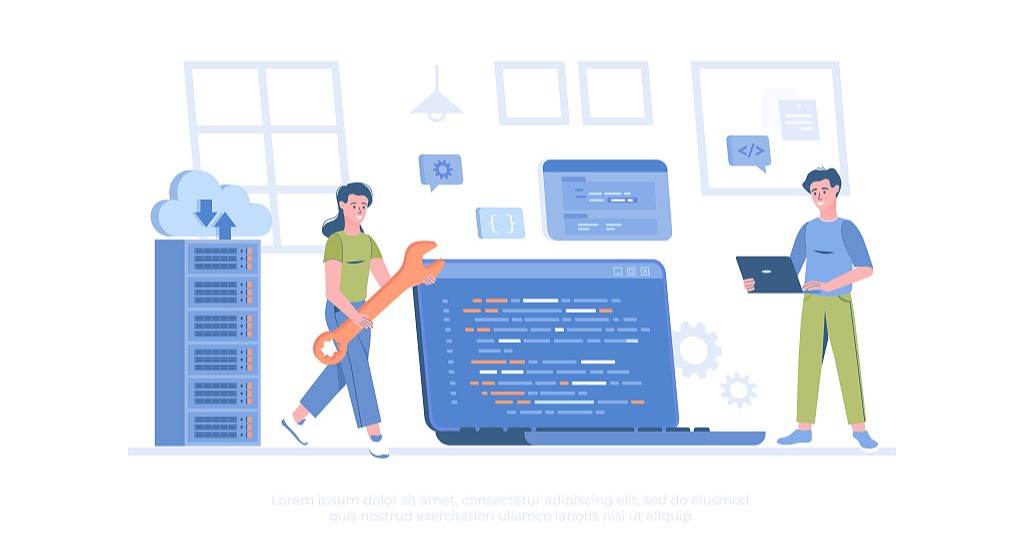 </>
{ }
Lorem ipsum dolor sit amet, consectetur adipiscing elit, sed do eiusmod
quis nostrud exercitation ullamco laboris nisi ut aliquip